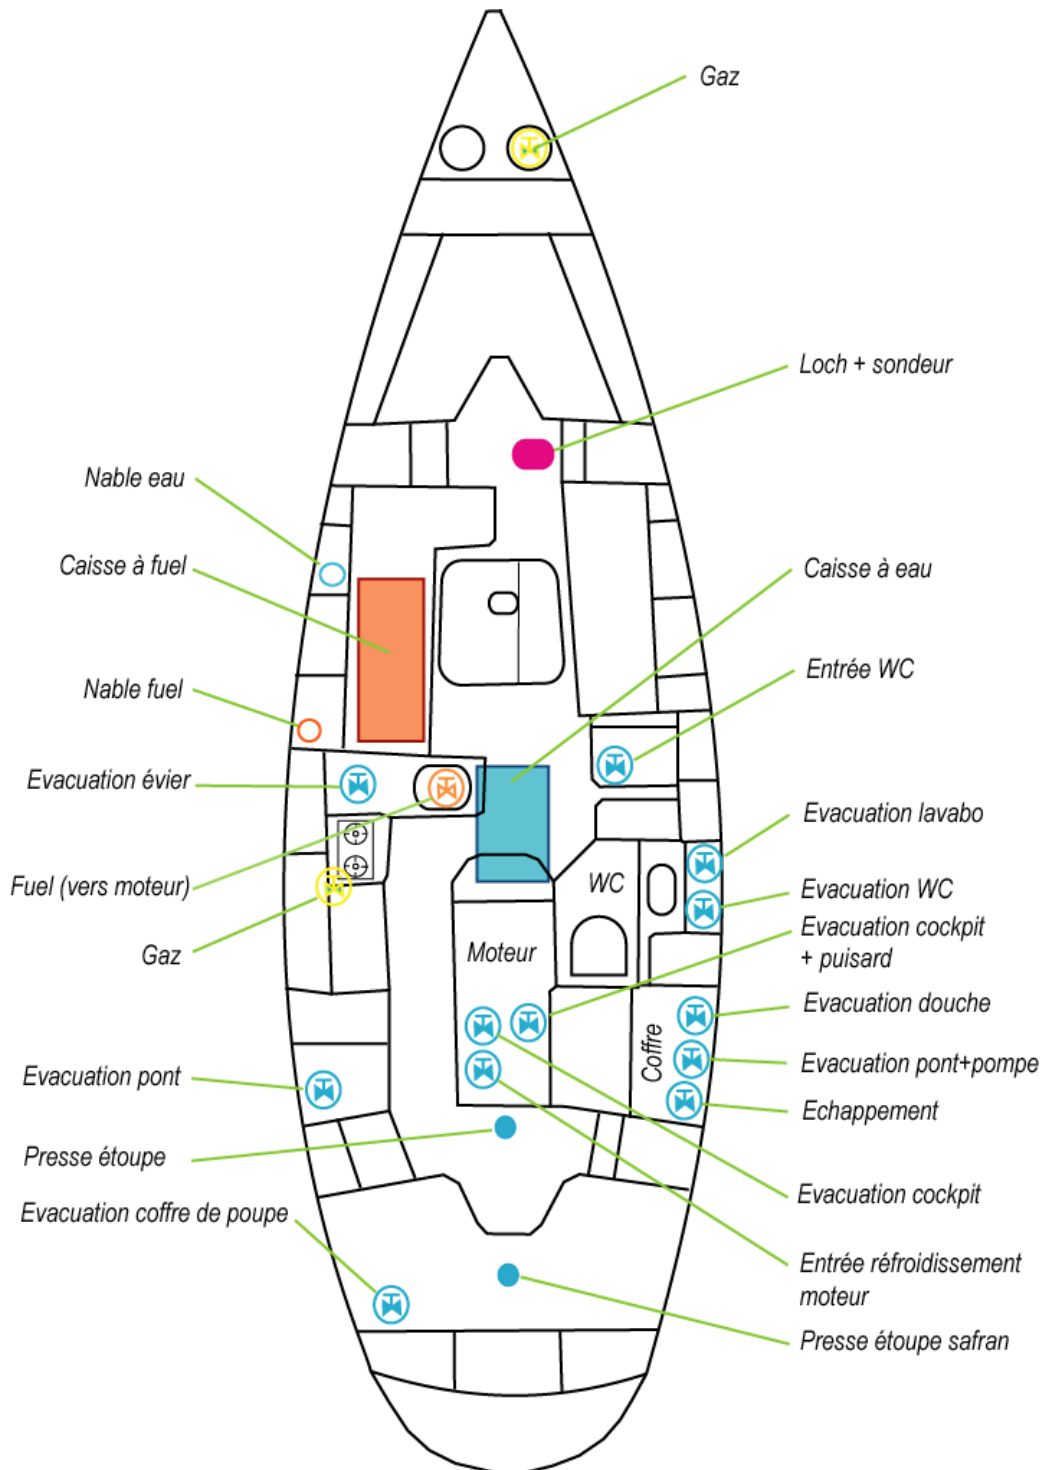 Gaz
Loch + sondeur
Nable eau
Caisse à fuel
Caisse à eau
Entrée WC
Nable fuel
Evacuation évier
Evacuation lavabo
Fuel (vers moteur)
WC
Evacuation WC
Evacuation cockpit
+ puisard
Gaz
Moteur
Evacuation douche
Coffre
Evacuation pont+pompe
Evacuation pont
Echappement
Presse étoupe
Evacuation cockpit
Evacuation coffre de poupe
Entrée réfroidissement
moteur
Presse étoupe safran